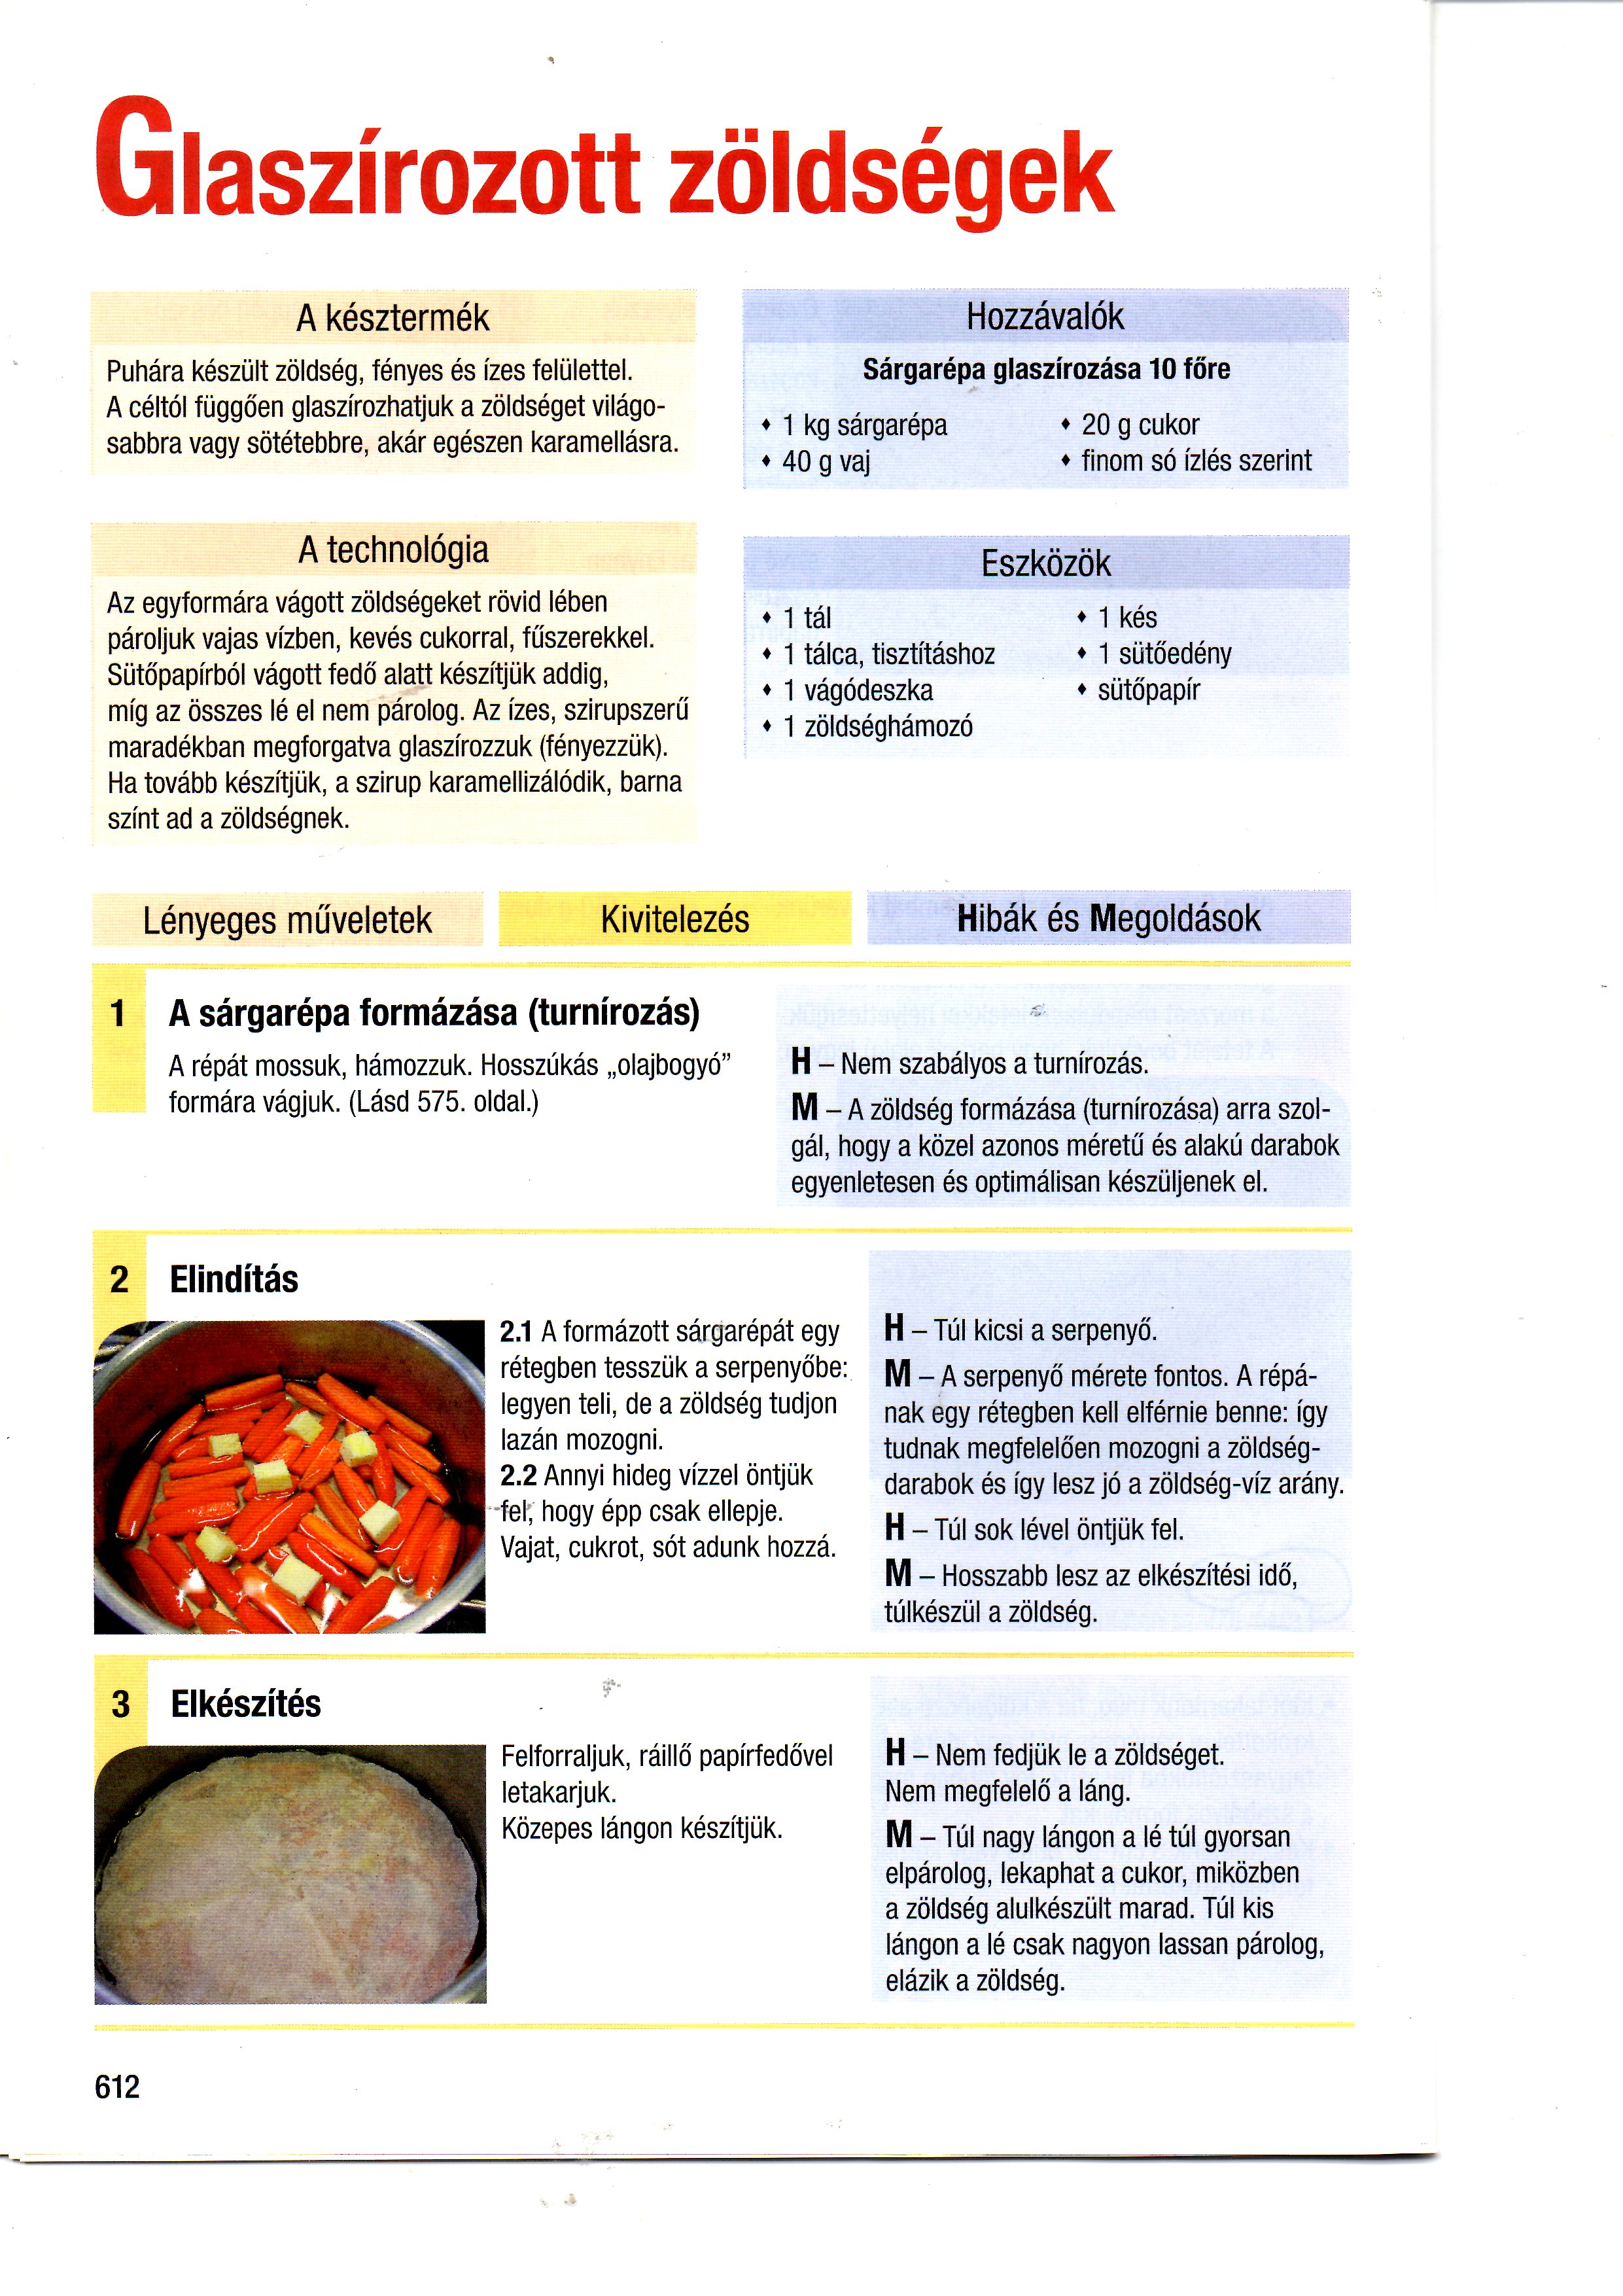 Glaszírozott zöldségek
A késztermék
Puhára készült zöldség, fényes és ízes felülettel.
A céltól függően glaszírozhatjuk a zöldséget világo-
sabbra vagy sötétebbre, akár egészen karamellásra.
Hozzávalók
Sárgarépa glaszírozása 10 főre
• 1 kg sárgarépa
• 40 g vaj
• 20 g cukor
• finom só ízlés szerint
A technológia
Az egyformára vágott zöldségeket rövid lében
pároljuk vajas vízben, kevés cukorral, fűszerekkel.
Sütőpapírból vágott fedő alatt készítjük addig,
míg az összes lé el nem párolog. Az ízes, szirupszerű
maradékban megforgatva glaszírozzuk (fényezzük).
Ha tovább készítjük, a szirup karamellizálódik, barna
színt ad a zöldségnek.
Eszközök
• 1 tál
• 1 tálca, tisztításhoz
• 1 vágódeszka
• 1 zöldséghámozó
• 1 kés
• 1 sütőedény
• sütőpapír
Lényeges műveletek
Kivitelezés
Hibák és Megoldások
1 A sárgarépa formázása (turnírozás)
A répát mossuk, hámozzuk. Hosszúkás „olajbogyó”
formára vágjuk. (Lásd 575. oldal.)
H – Nem szabályos a turnírozás.
M – A zöldség formázása (turnírozása) arra szol-
gál, hogy a közel azonos méretű és alakú darabok
egyenletesen és optimálisan készüljenek el.
2 Elindítás
2.1 A formázott sárgarépát egy
rétegben tesszük a serpenyőbe:
legyen teli, de a zöldség tudjon
lazán mozogni.
2.2 Annyi hideg vízzel öntjük
fel, hogy épp csak ellepje.
Vajat, cukrot, sót adunk hozzá.
H – Túl kicsi a serpenyő.
M – A serpenyő mérete fontos. A répá-
nak egy rétegben kell elférnie benne: így
tudnak megfelelően mozogni a zöldség-
darabok és így lesz jó a zöldség-víz arány.
H – Túl sok lével öntjük fel.
M – Hosszabb lesz az elkészítési idő,
túlkészül a zöldség.
3 Elkészítés
Felforraljuk, ráillő papírfedővel
letakarjuk.
Közepes lángon készítjük.
H – Nem fedjük le a zöldséget.
Nem megfelelő a láng.
M – Túl nagy lángon a lé túl gyorsan
elpárolog, lekaphat a cukor, miközben
a zöldség alulkészült marad. Túl kis
lángon a lé csak nagyon lassan párolog,
elázik a zöldség.
612